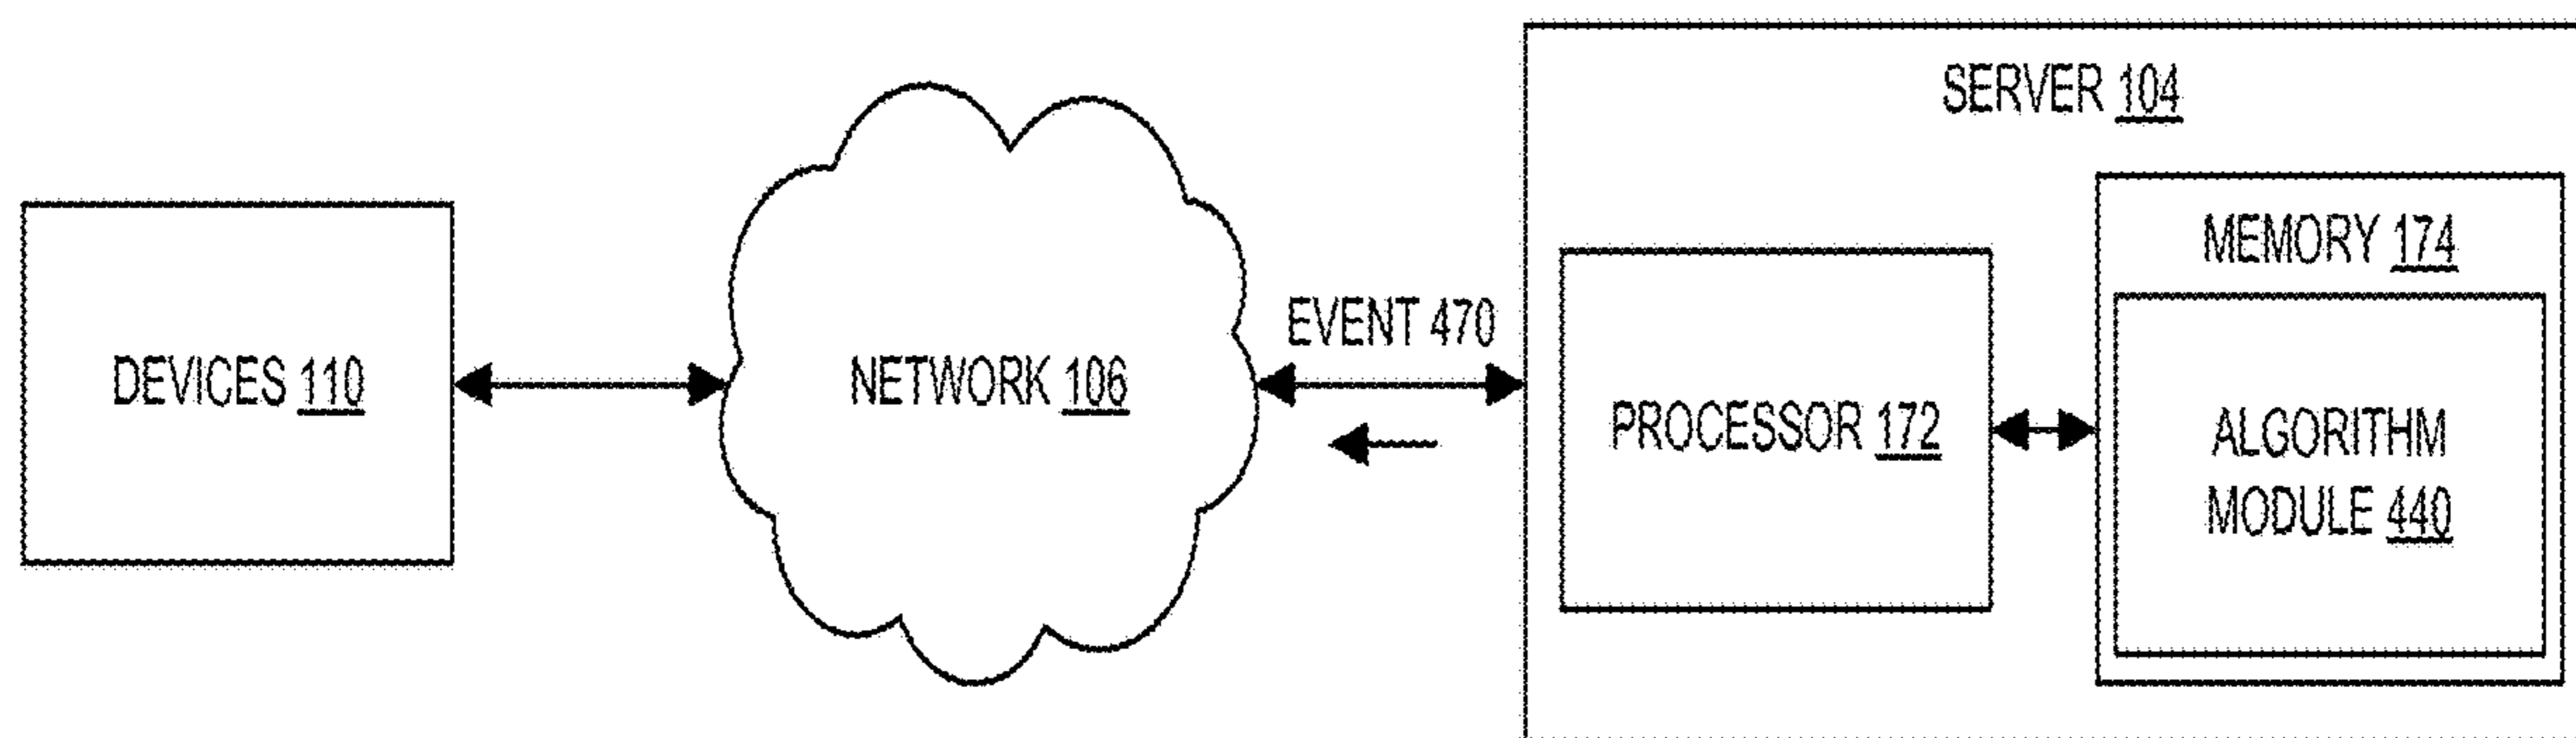 SERVER 104
MEMORY 174
EVENT 470
DEVICES 110
NETWORK 106
PROCESSOR 172
ALGORITHM
MODULE 440